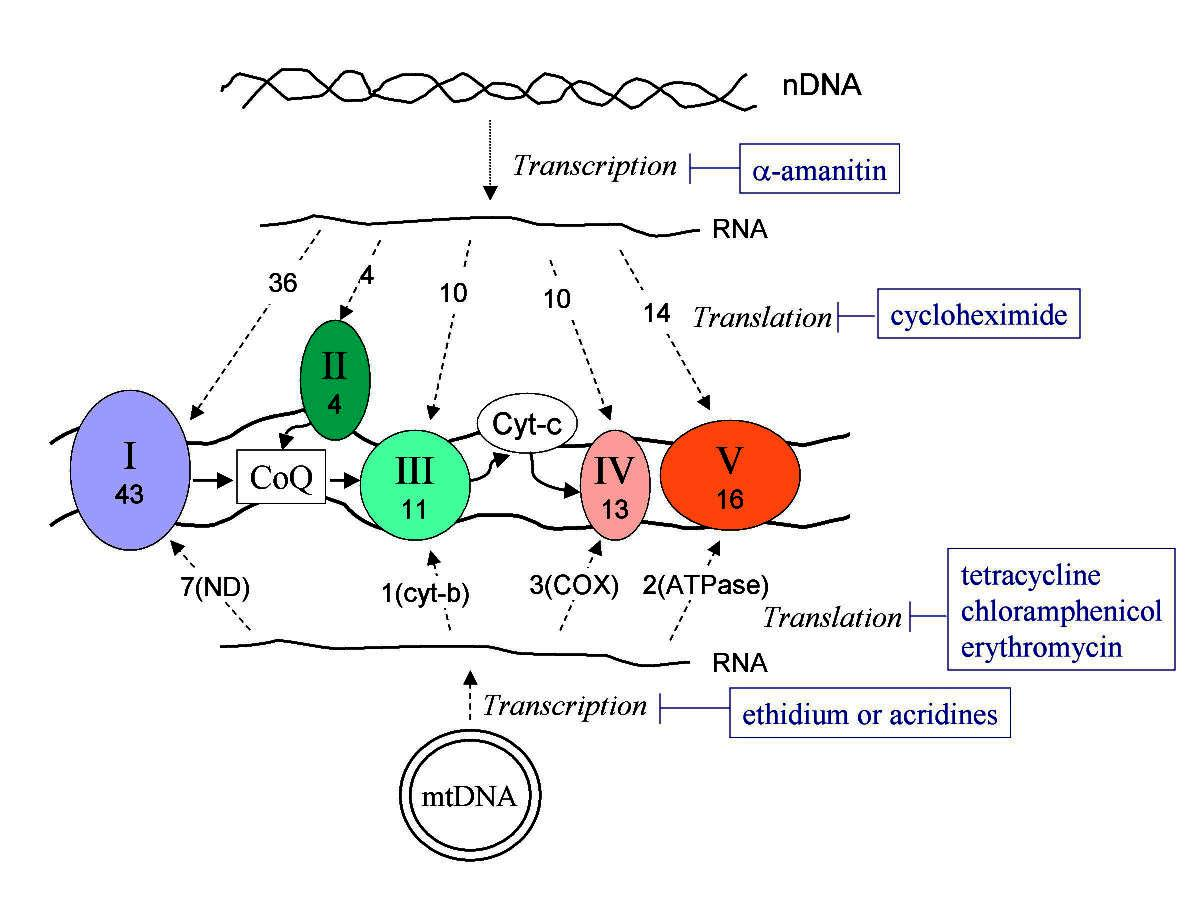 nDNA
Transcription
α-amanitin
RNA
36
4
10
10
14
Translation
cycloheximide
II
4
I
43
CoQ
III
11
Cyt-c
IV
13
V
16
7(ND)
1(cyt-b)
3(COX)
2(ATPase)
Translation
tetracycline
chloramphenicol
erythromycin
RNA
Transcription
ethidium or acridines
mtDNA